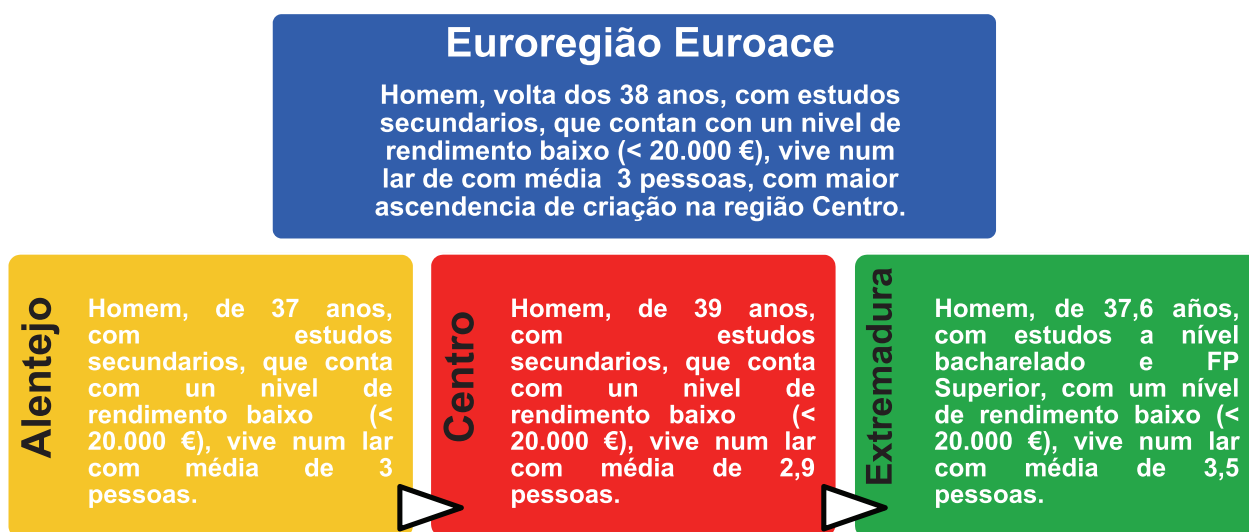 Euroregião Euroace
Homem, volta dos 38 anos, com estudos
secundarios, que contan con un nivel de
rendimento baixo (< 20.000 €), vive num
lar de com média 3 pessoas, com maior
ascendencia de criação na região Centro.
Alentejo
Homem, de 37 anos,
com estudos
secundarios, que conta
com un nivel de
rendimento baixo (<
20.000 €), vive num lar
com média de 3
pessoas.
Centro
Homem, de 39 anos,
com estudos
secundarios, que conta
com un nivel de
rendimento baixo (<
20.000 €), vive num lar
com média de 2,9
pessoas.
Extremadura
Homem, de 37,6 años,
com estudos a nível
bacharelado e FP
Superior, com um nível
de rendimento baixo (<
20.000 €), vive num lar
com média de 3,5
pessoas.